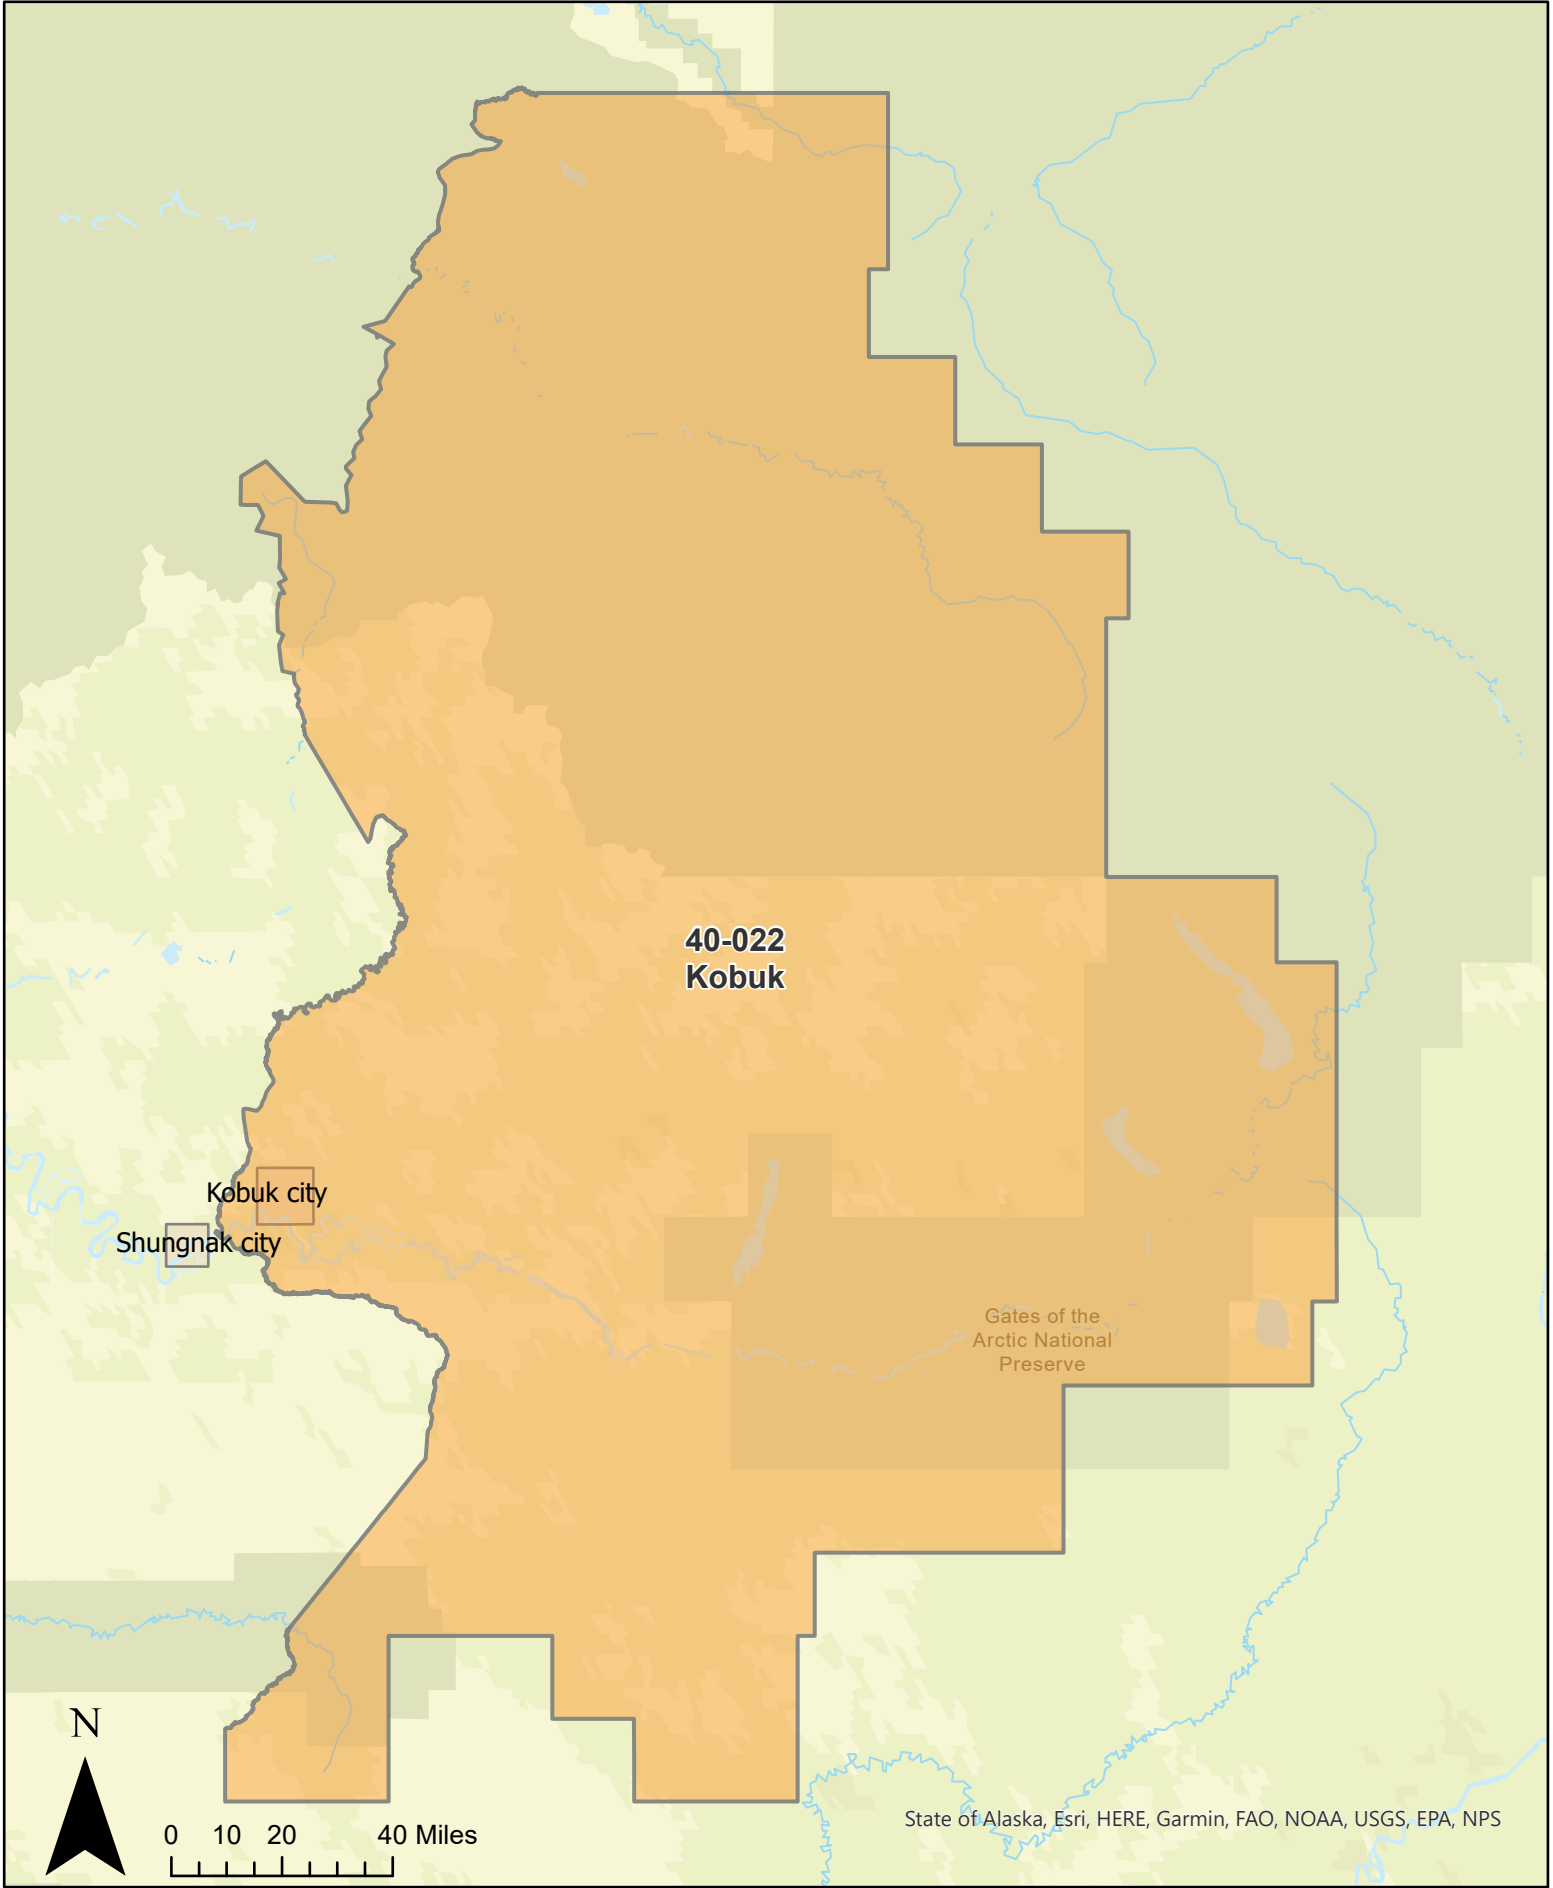 40-022
Kobuk
Kobuk city
Shungnak city
Gates of the
Arctic National
Preserve
N
0 10 20 40 Miles
State of Alaska, Esri, HERE, Garmin, FAO, NOAA, USGS, EPA, NPS